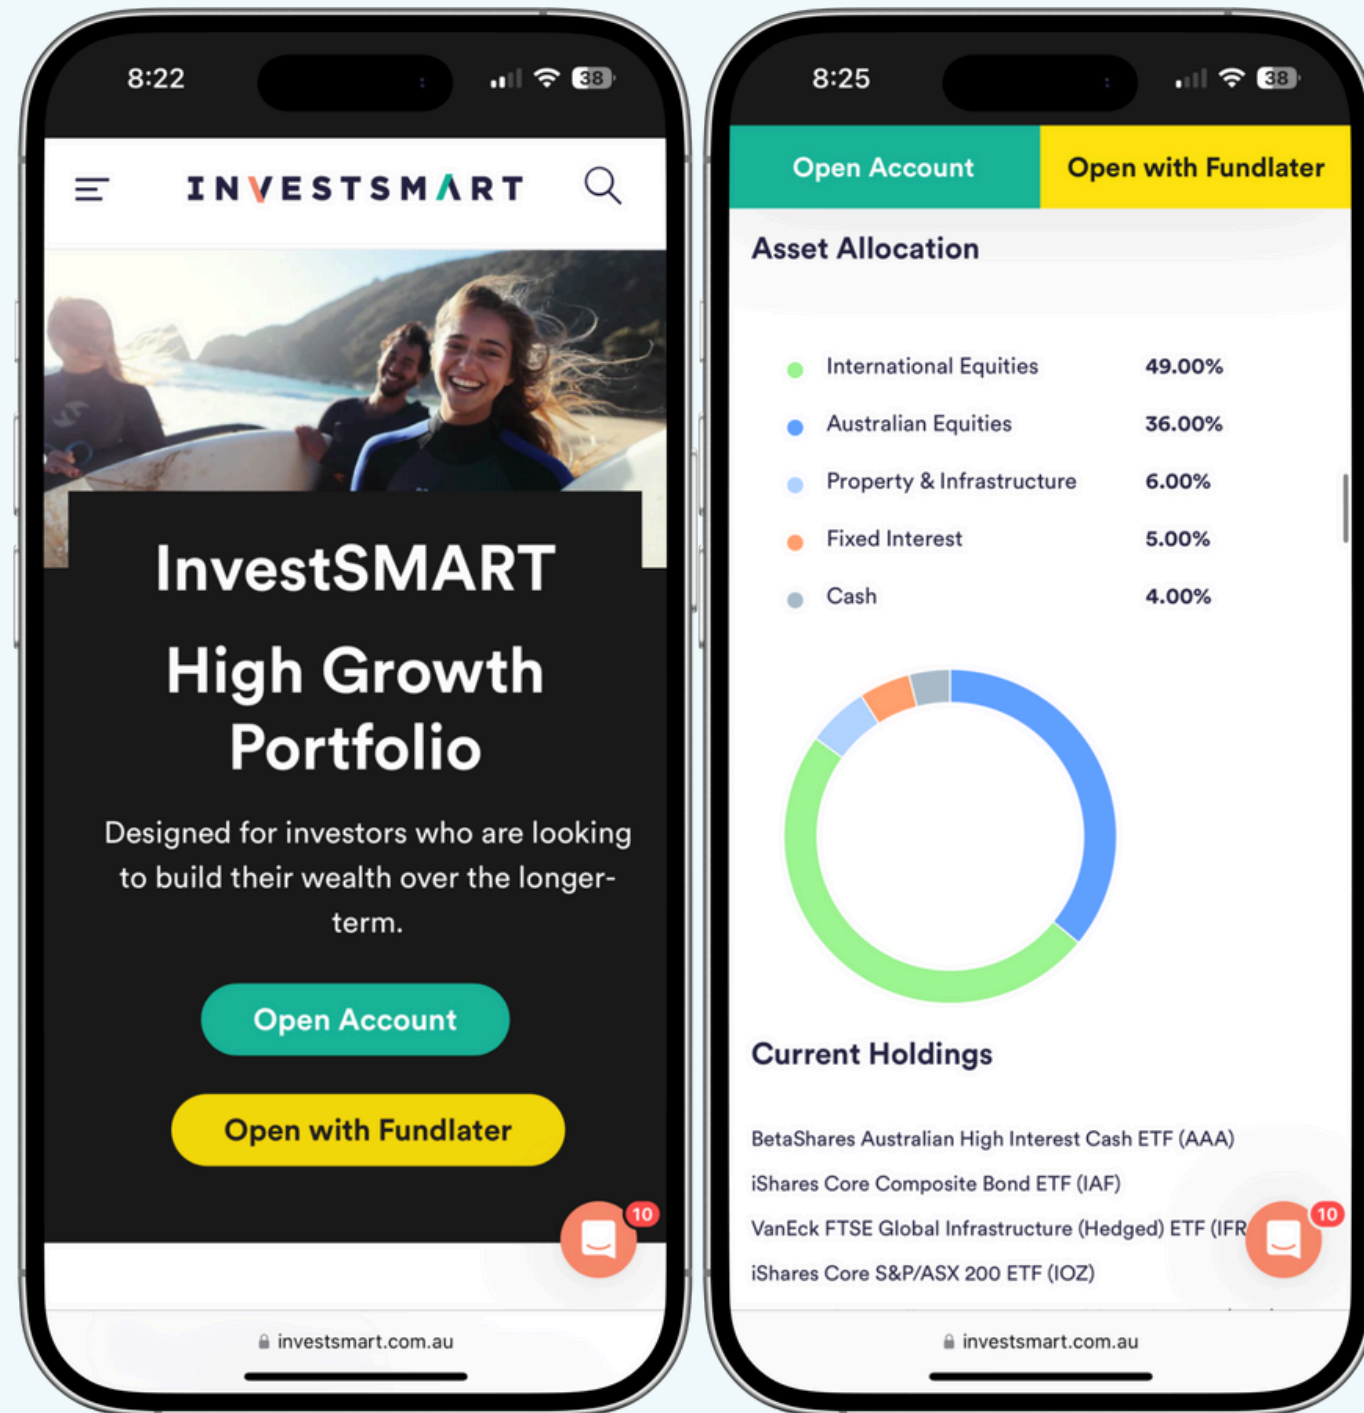 8:22
38
INVESTSMART
InvestSMART
High Growth
Portfolio
Designed for investors who are looking
to build their wealth over the longer-
term.
Open Account
Open with Fundlater
10
investsmart.com.au
8:25
38
Open Account
Open with Fundlater
Asset Allocation
International Equities 49.00%
Australian Equities 36.00%
Property & Infrastructure 6.00%
Fixed Interest 5.00%
Cash 4.00%
Current Holdings
BetaShares Australian High Interest Cash ETF (AAA)
iShares Core Composite Bond ETF (IAF)
VanEck FTSE Global Infrastructure (Hedged) ETF (IFR
10
iShares Core S&P/ASX 200 ETF (IOZ)
investsmart.com.au